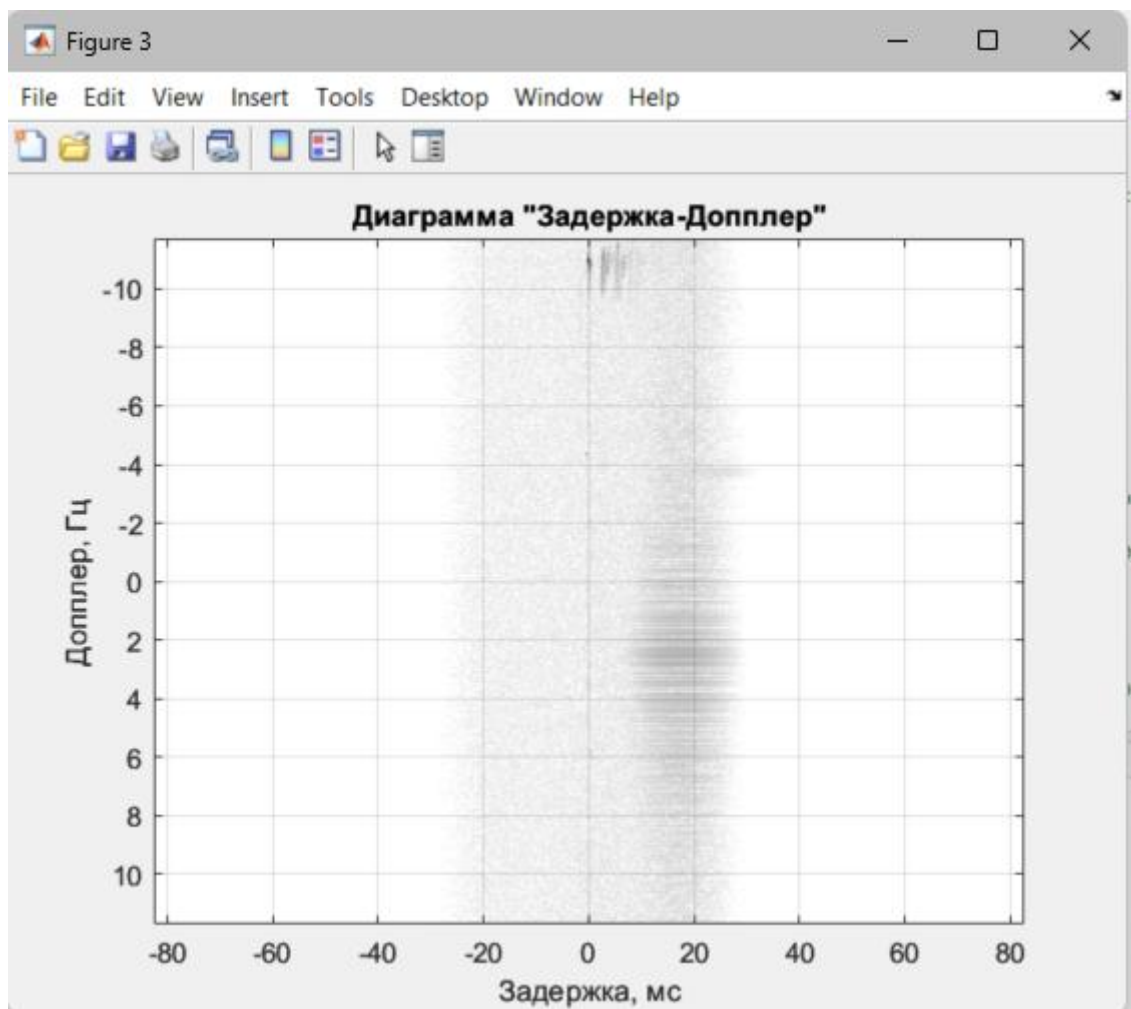 Figure 3
File Edit View Insert Tools Desktop Window Help
Диаграмма "Задержка-Допплер"
-10
-8
-6
-4
-2
0
2
4
6
8
10
Допплер, Гц
-80 -60 -40 -20 0 20 40 60 80
Задержка, мс